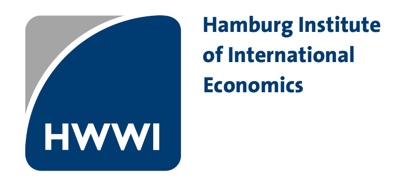 HWWI
Hamburg Institute
of International
Economics